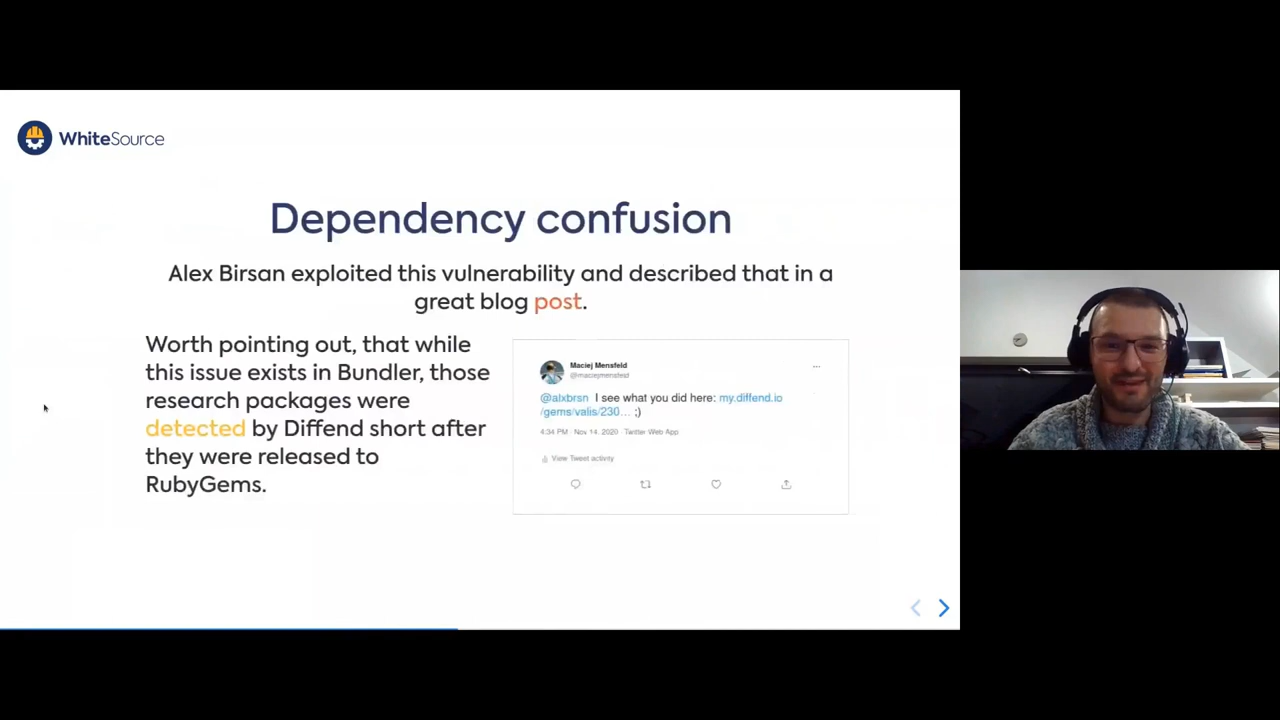 WhiteSource
Dependency confusion
Alex Birsan exploited this vulnerability and described that in a
great blog post.
Worth pointing out, that while
this issue exists in Bundler, those
research packages were
detected by Diffend short after
they were released to
RubyGems.
Maciej Mensfeld
@maciejmensfeld
@alxbrsn I see what you did here: my.diffend.io
/gems/valis/230... ;)
4:34 PM · Nov 14, 2020 · Twitter Web App
View Tweet activity